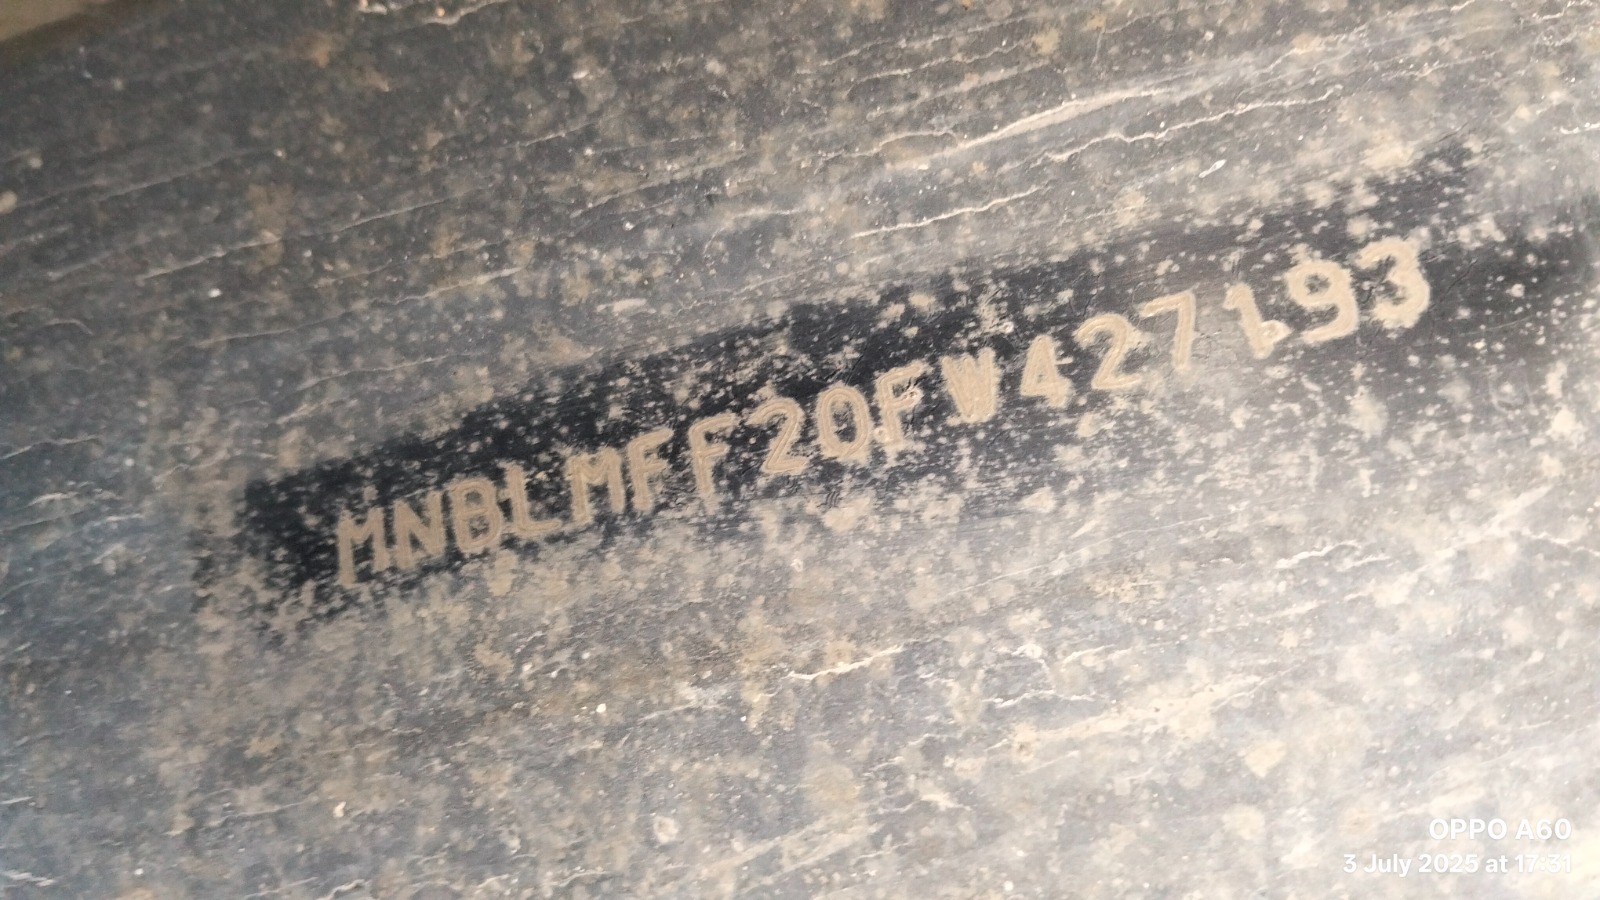 MNBLMFF20FW427193
OPPO A60
3 July 2025 at 17:31